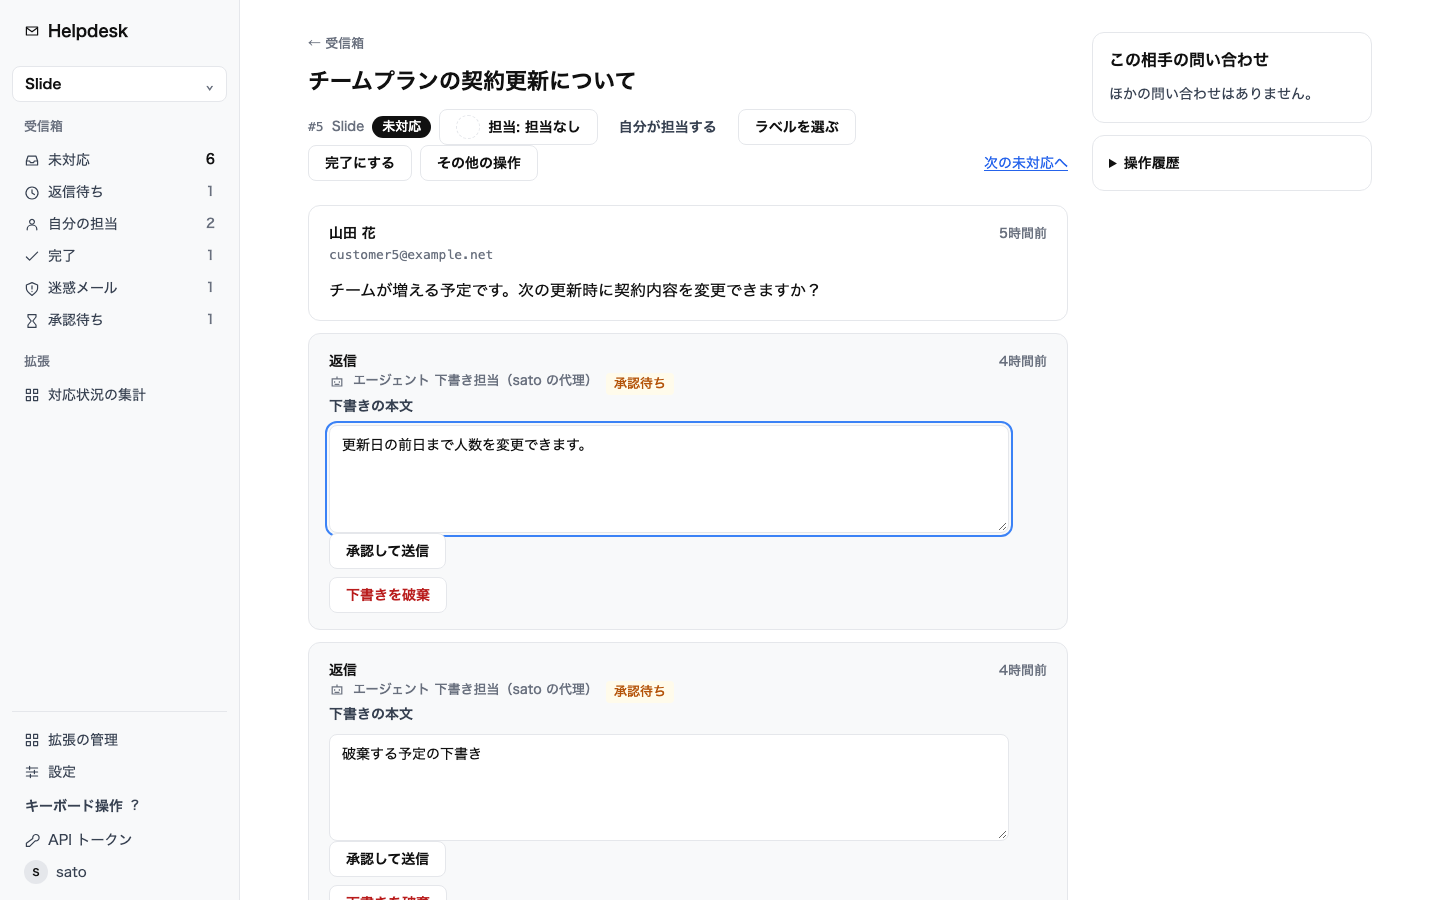 Helpdesk
Slide
受信箱
未対応 6
返信待ち 1
自分の担当 2
完了 1
迷惑メール 1
承認待ち 1
拡張
対応状況の集計
拡張の管理
設定
キーボード操作 ?
API トークン
S sato
← 受信箱
チームプランの契約更新について
#5 Slide 未対応 担当: 担当なし 自分が担当する ラベルを選ぶ
完了にする その他の操作 次の未対応へ
山田 花 5時間前
customer5@example.net
チームが増える予定です。次の更新時に契約内容を変更できますか？
返信 4時間前
エージェント 下書き担当（sato の代理） 承認待ち
下書きの本文
更新日の前日まで人数を変更できます。
承認して送信
下書きを破棄
返信 4時間前
エージェント 下書き担当（sato の代理） 承認待ち
下書きの本文
破棄する予定の下書き
承認して送信
下書きを破棄
この相手の問い合わせ
ほかの問い合わせはありません。
▶ 操作履歴